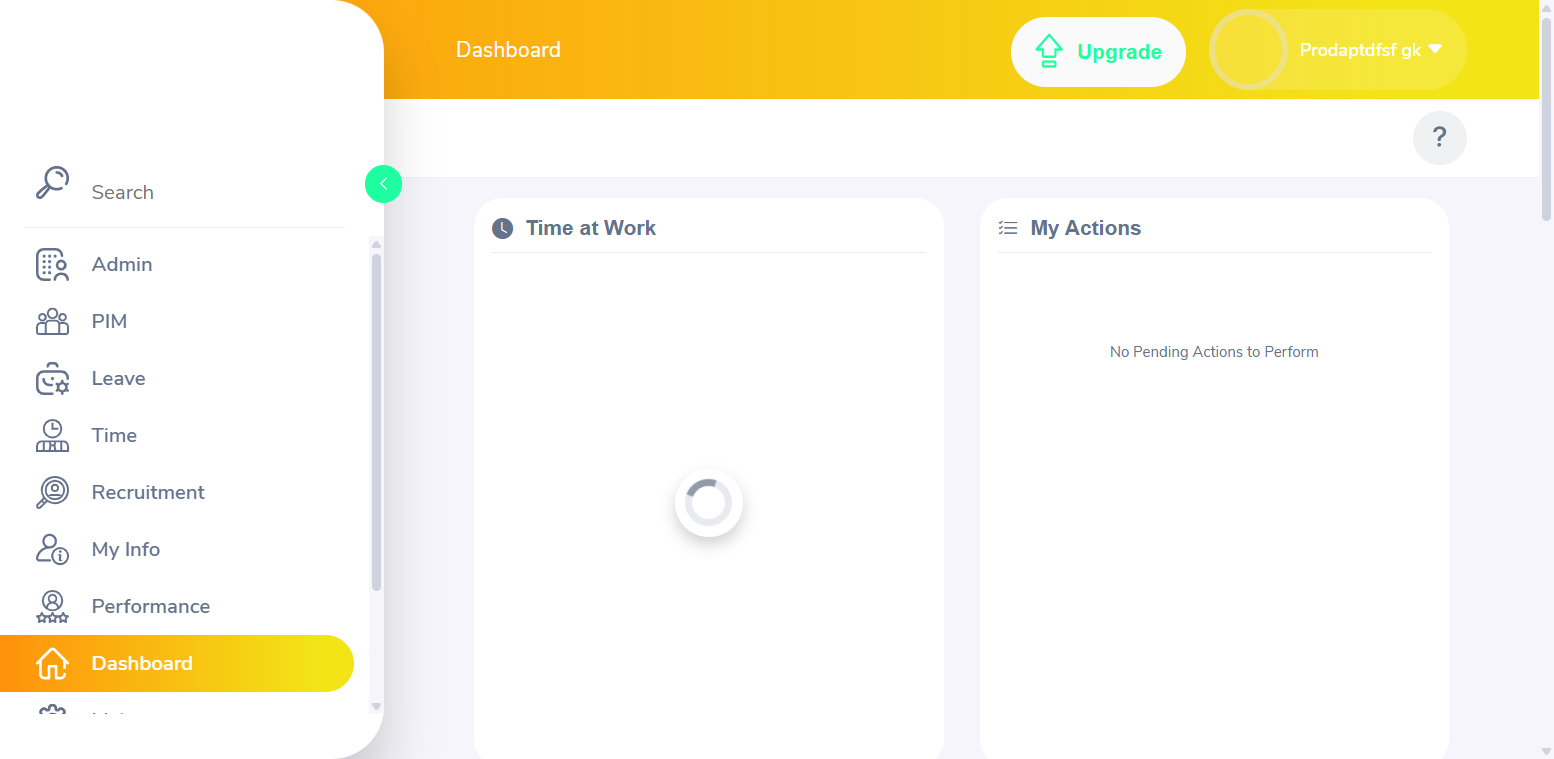 Dashboard
Upgrade
Prodaptdfsf gk
?
Search
Admin
PIM
Leave
Time
Recruitment
My Info
Performance
Dashboard
Time at Work
My Actions
No Pending Actions to Perform